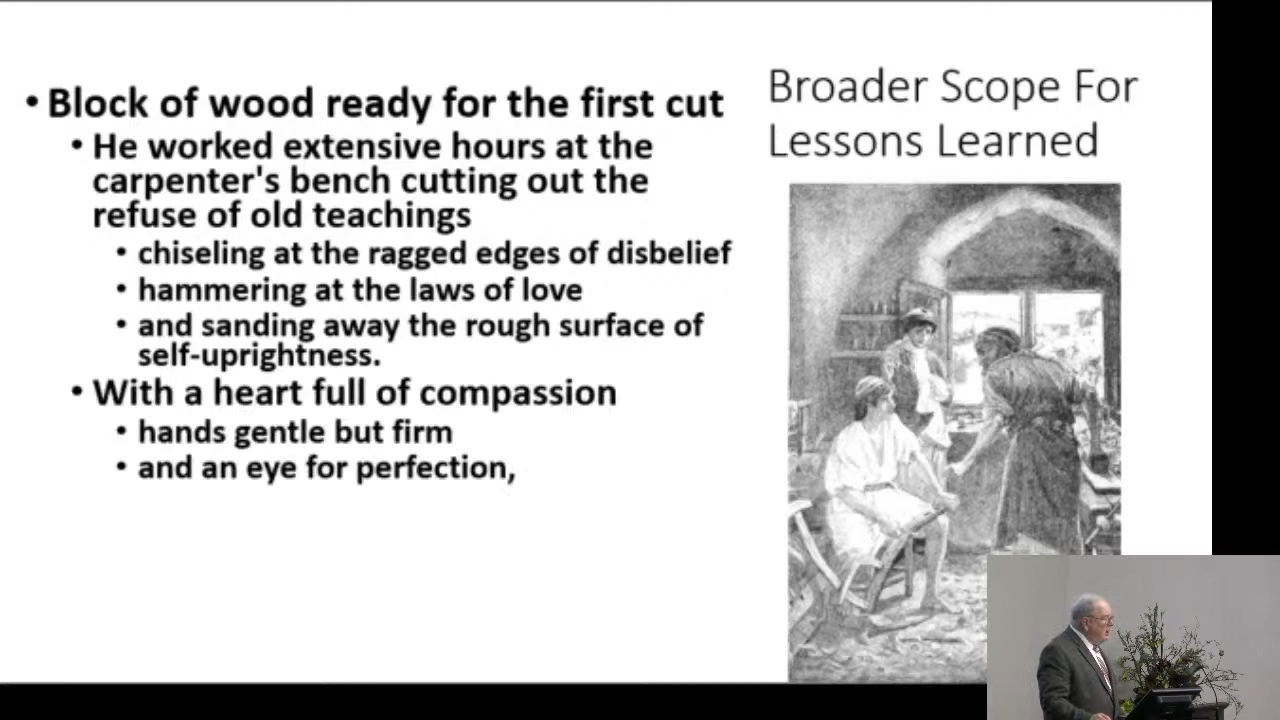 Broader Scope For
Lessons Learned
• Block of wood ready for the first cut
• He worked extensive hours at the
carpenter's bench cutting out the
refuse of old teachings
• chiseling at the ragged edges of disbelief
• hammering at the laws of love
• and sanding away the rough surface of
self-uprightness.
• With a heart full of compassion
• hands gentle but firm
• and an eye for perfection,